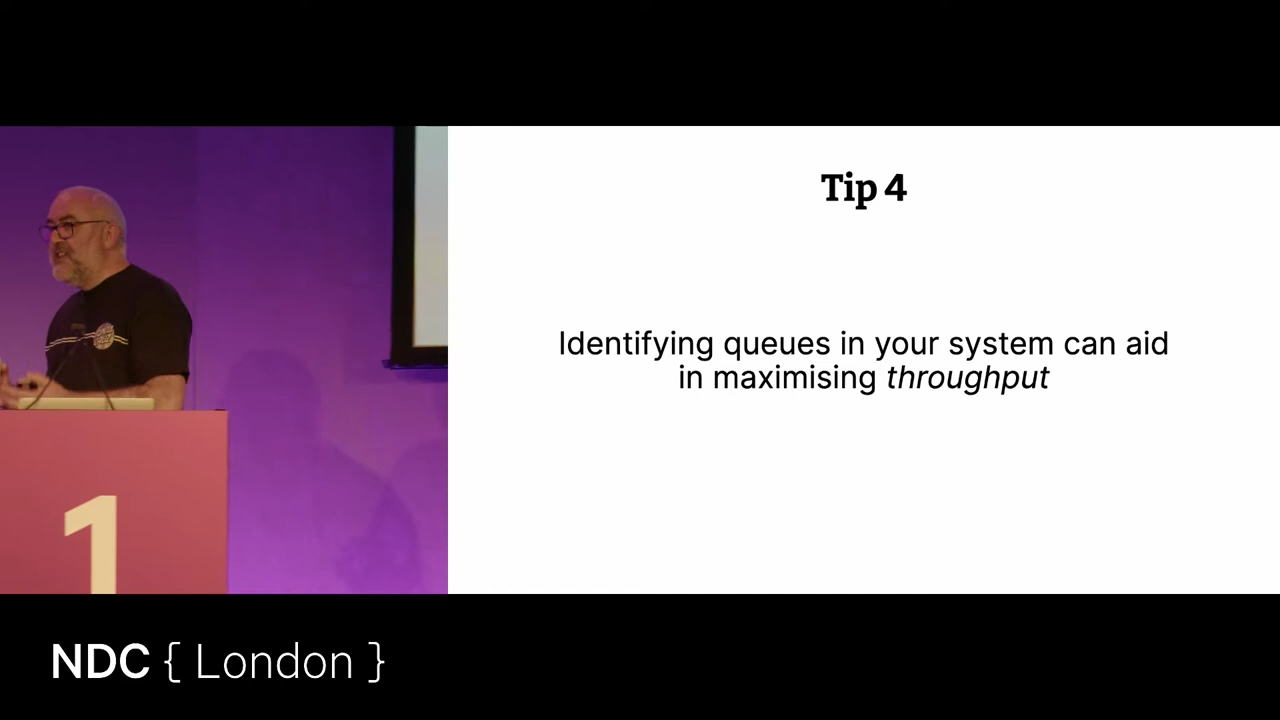 Tip 4
Identifying queues in your system can aid
in maximising throughput
1
NDC { London }